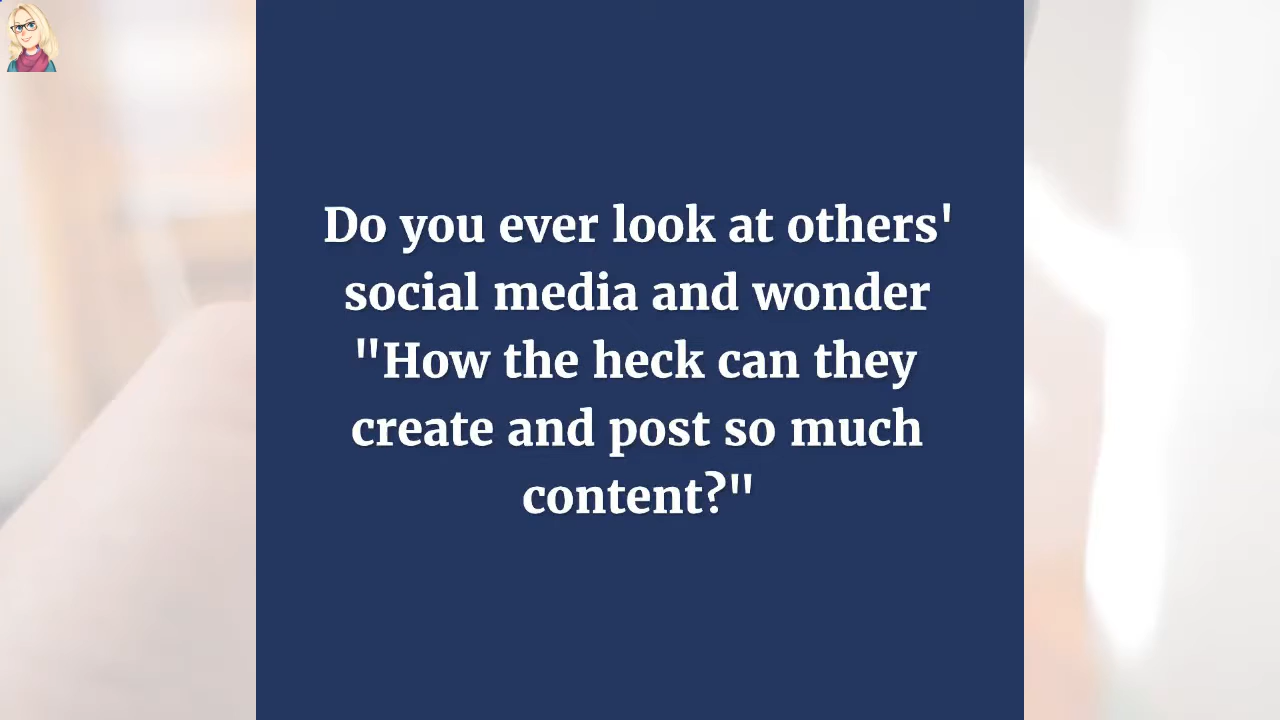 Do you ever look at others'
social media and wonder
"How the heck can they
create and post so much
content?"